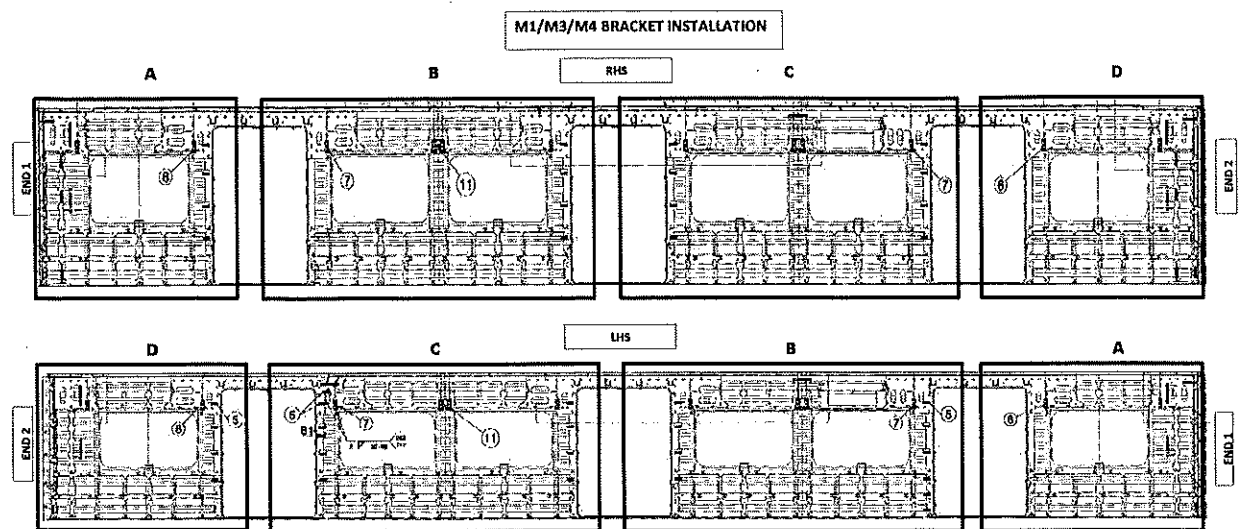 M1/M3/M4 BRACKET INSTALLATION
RHS
A B C D
END 1
8 7 11 7 8
END 2
LHS
D C B A
END 2
8 5 6 7 11 7 8
END 1